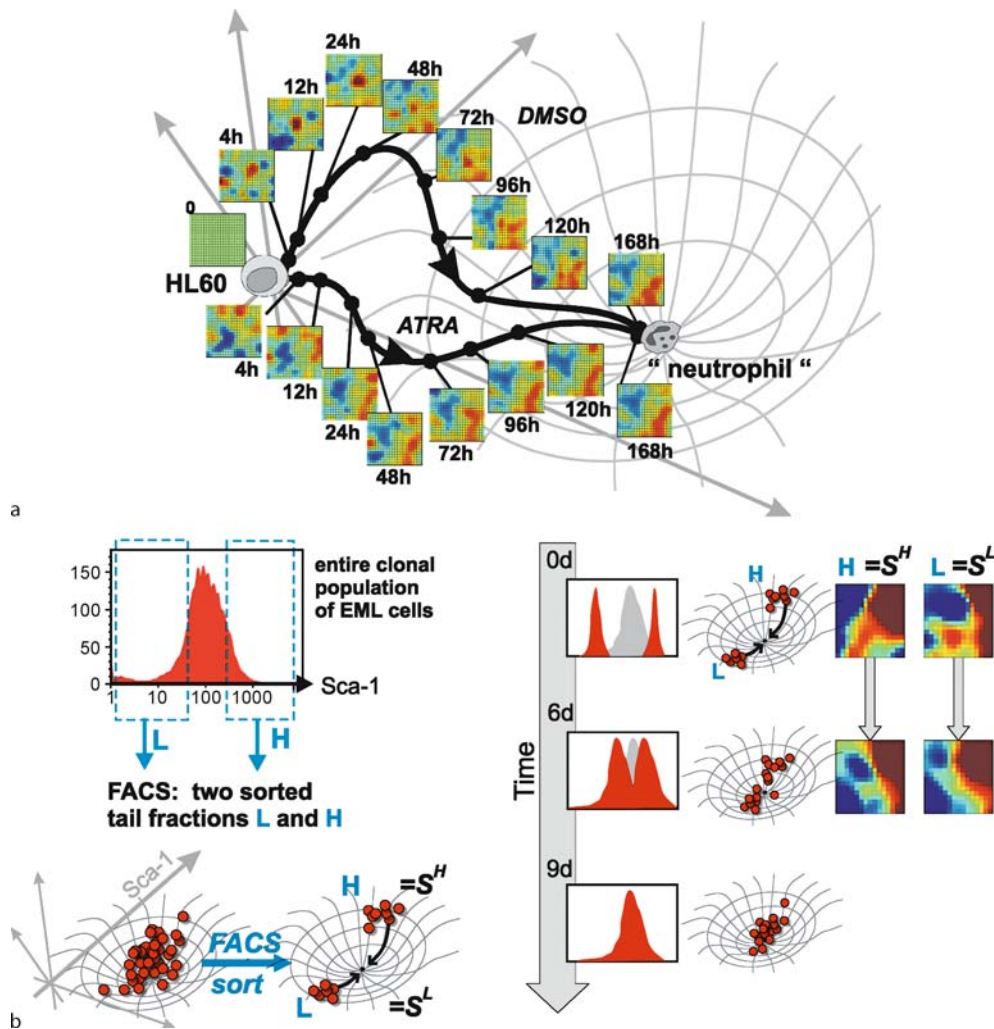 24h
48h
12h
DMSO
72h
4h
96h
0
120h
168h
HL60
ATRA
" neutrophil "
4h
12h
24h
48h
72h
96h
120h
168h
a
150
100
50
0
1
10
100
1000
Sca-1
entire clonal
population
of EML cells
L
H
FACS: two sorted
tail fractions L and H
Sca-1
FACS
sort
H
=S^H
L
=S^L
Time
0d
6d
9d
H
L
H =S^H
L =S^L
b